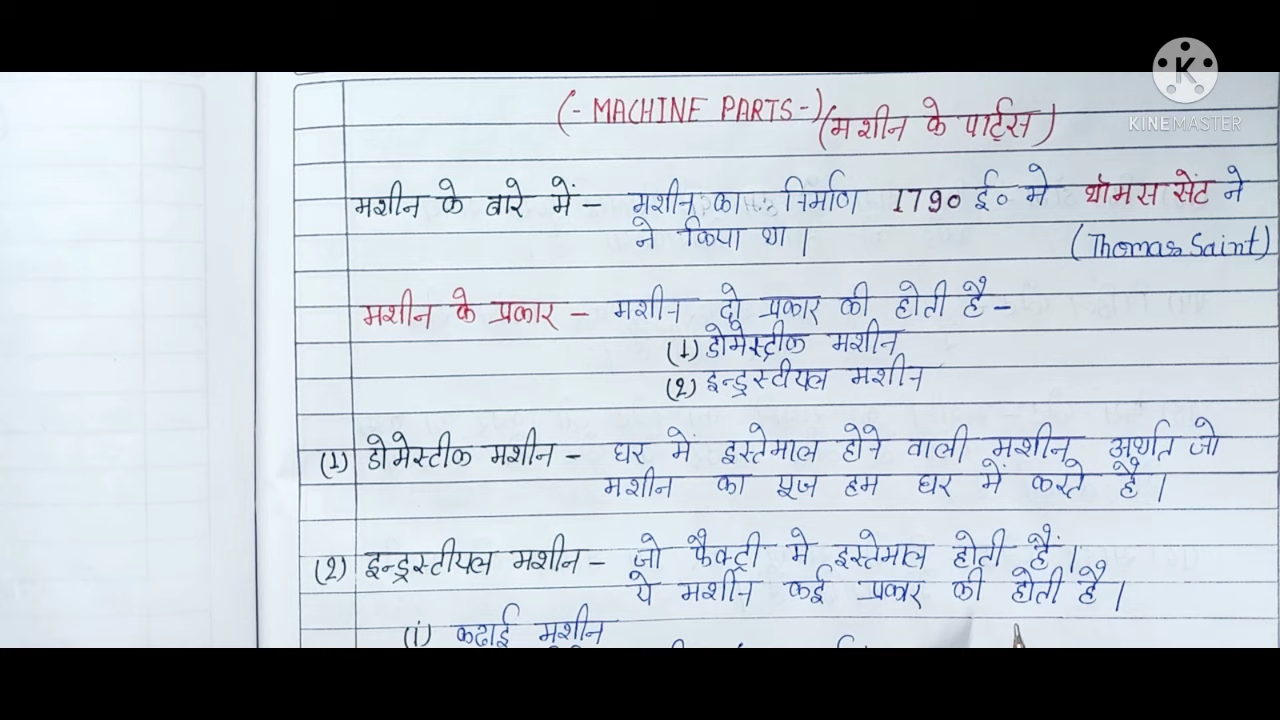 KINEMASTER
(- MACHINE PARTS -) (मशीन के पार्ट्स)
मशीन के बारे में - मशीन का निर्माण 1790 ई० मे थॉमस सेंट ने
ने किया था। (Thomas Saint)
मशीन के प्रकार - मशीन दो प्रकार की होती है -
(1) डोमेस्ट्रीक मशीन
(2) इन्ड्रस्टीयल मशीन
(1) डोमेस्टीक मशीन - घर में इस्तेमाल होने वाली मशीन, अर्थात जो
मशीन का यूज हम घर में करते है।
(2) इन्ड्रस्टीयल मशीन - जो फैक्ट्री मे इस्तेमाल होती हैं।
ये मशीन कई प्रकार की होती है।
(i) कढाई मशीन